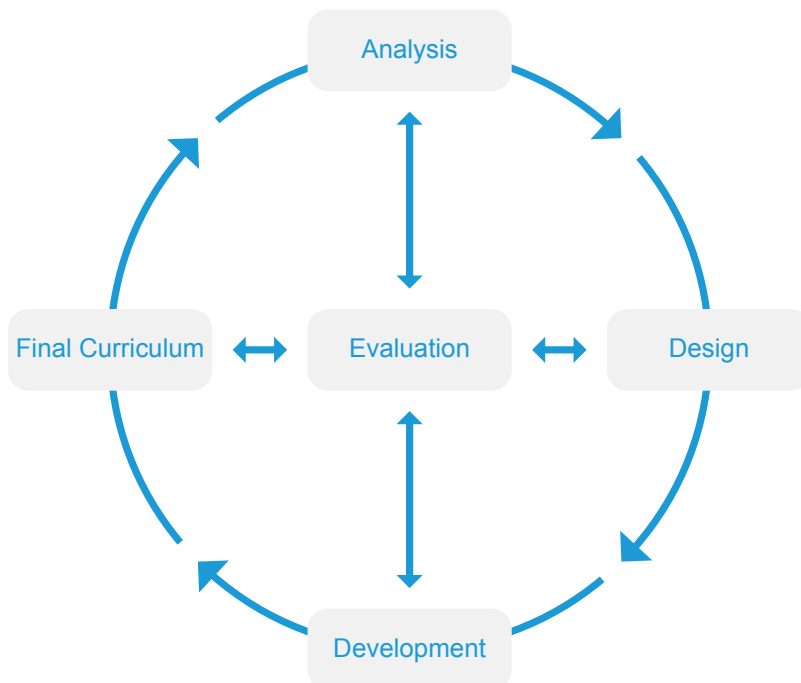 Analysis
Final Curriculum
Evaluation
Design
Development